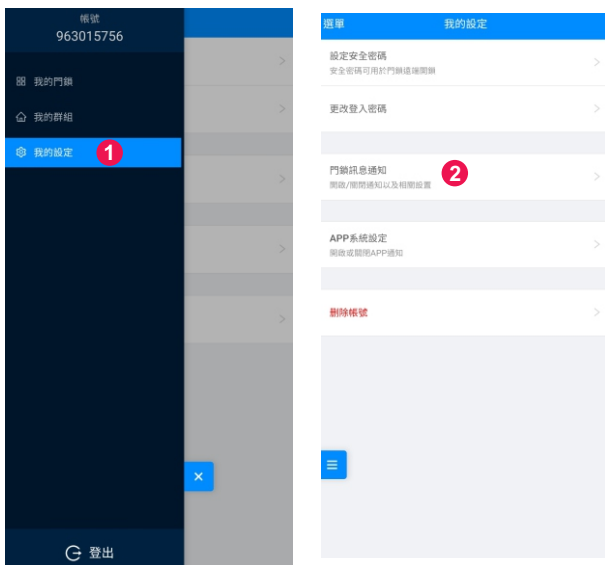 帳號
963015756
我的門鎖
我的群組
我的設定
1
登出
選單 我的設定
設定安全密碼
安全密碼可用於門鎖遠端開鎖
更改登入密碼
門鎖訊息通知
2
開啟/關閉通知以及相關設置
APP系統設定
開啟或關閉APP通知
刪除帳號